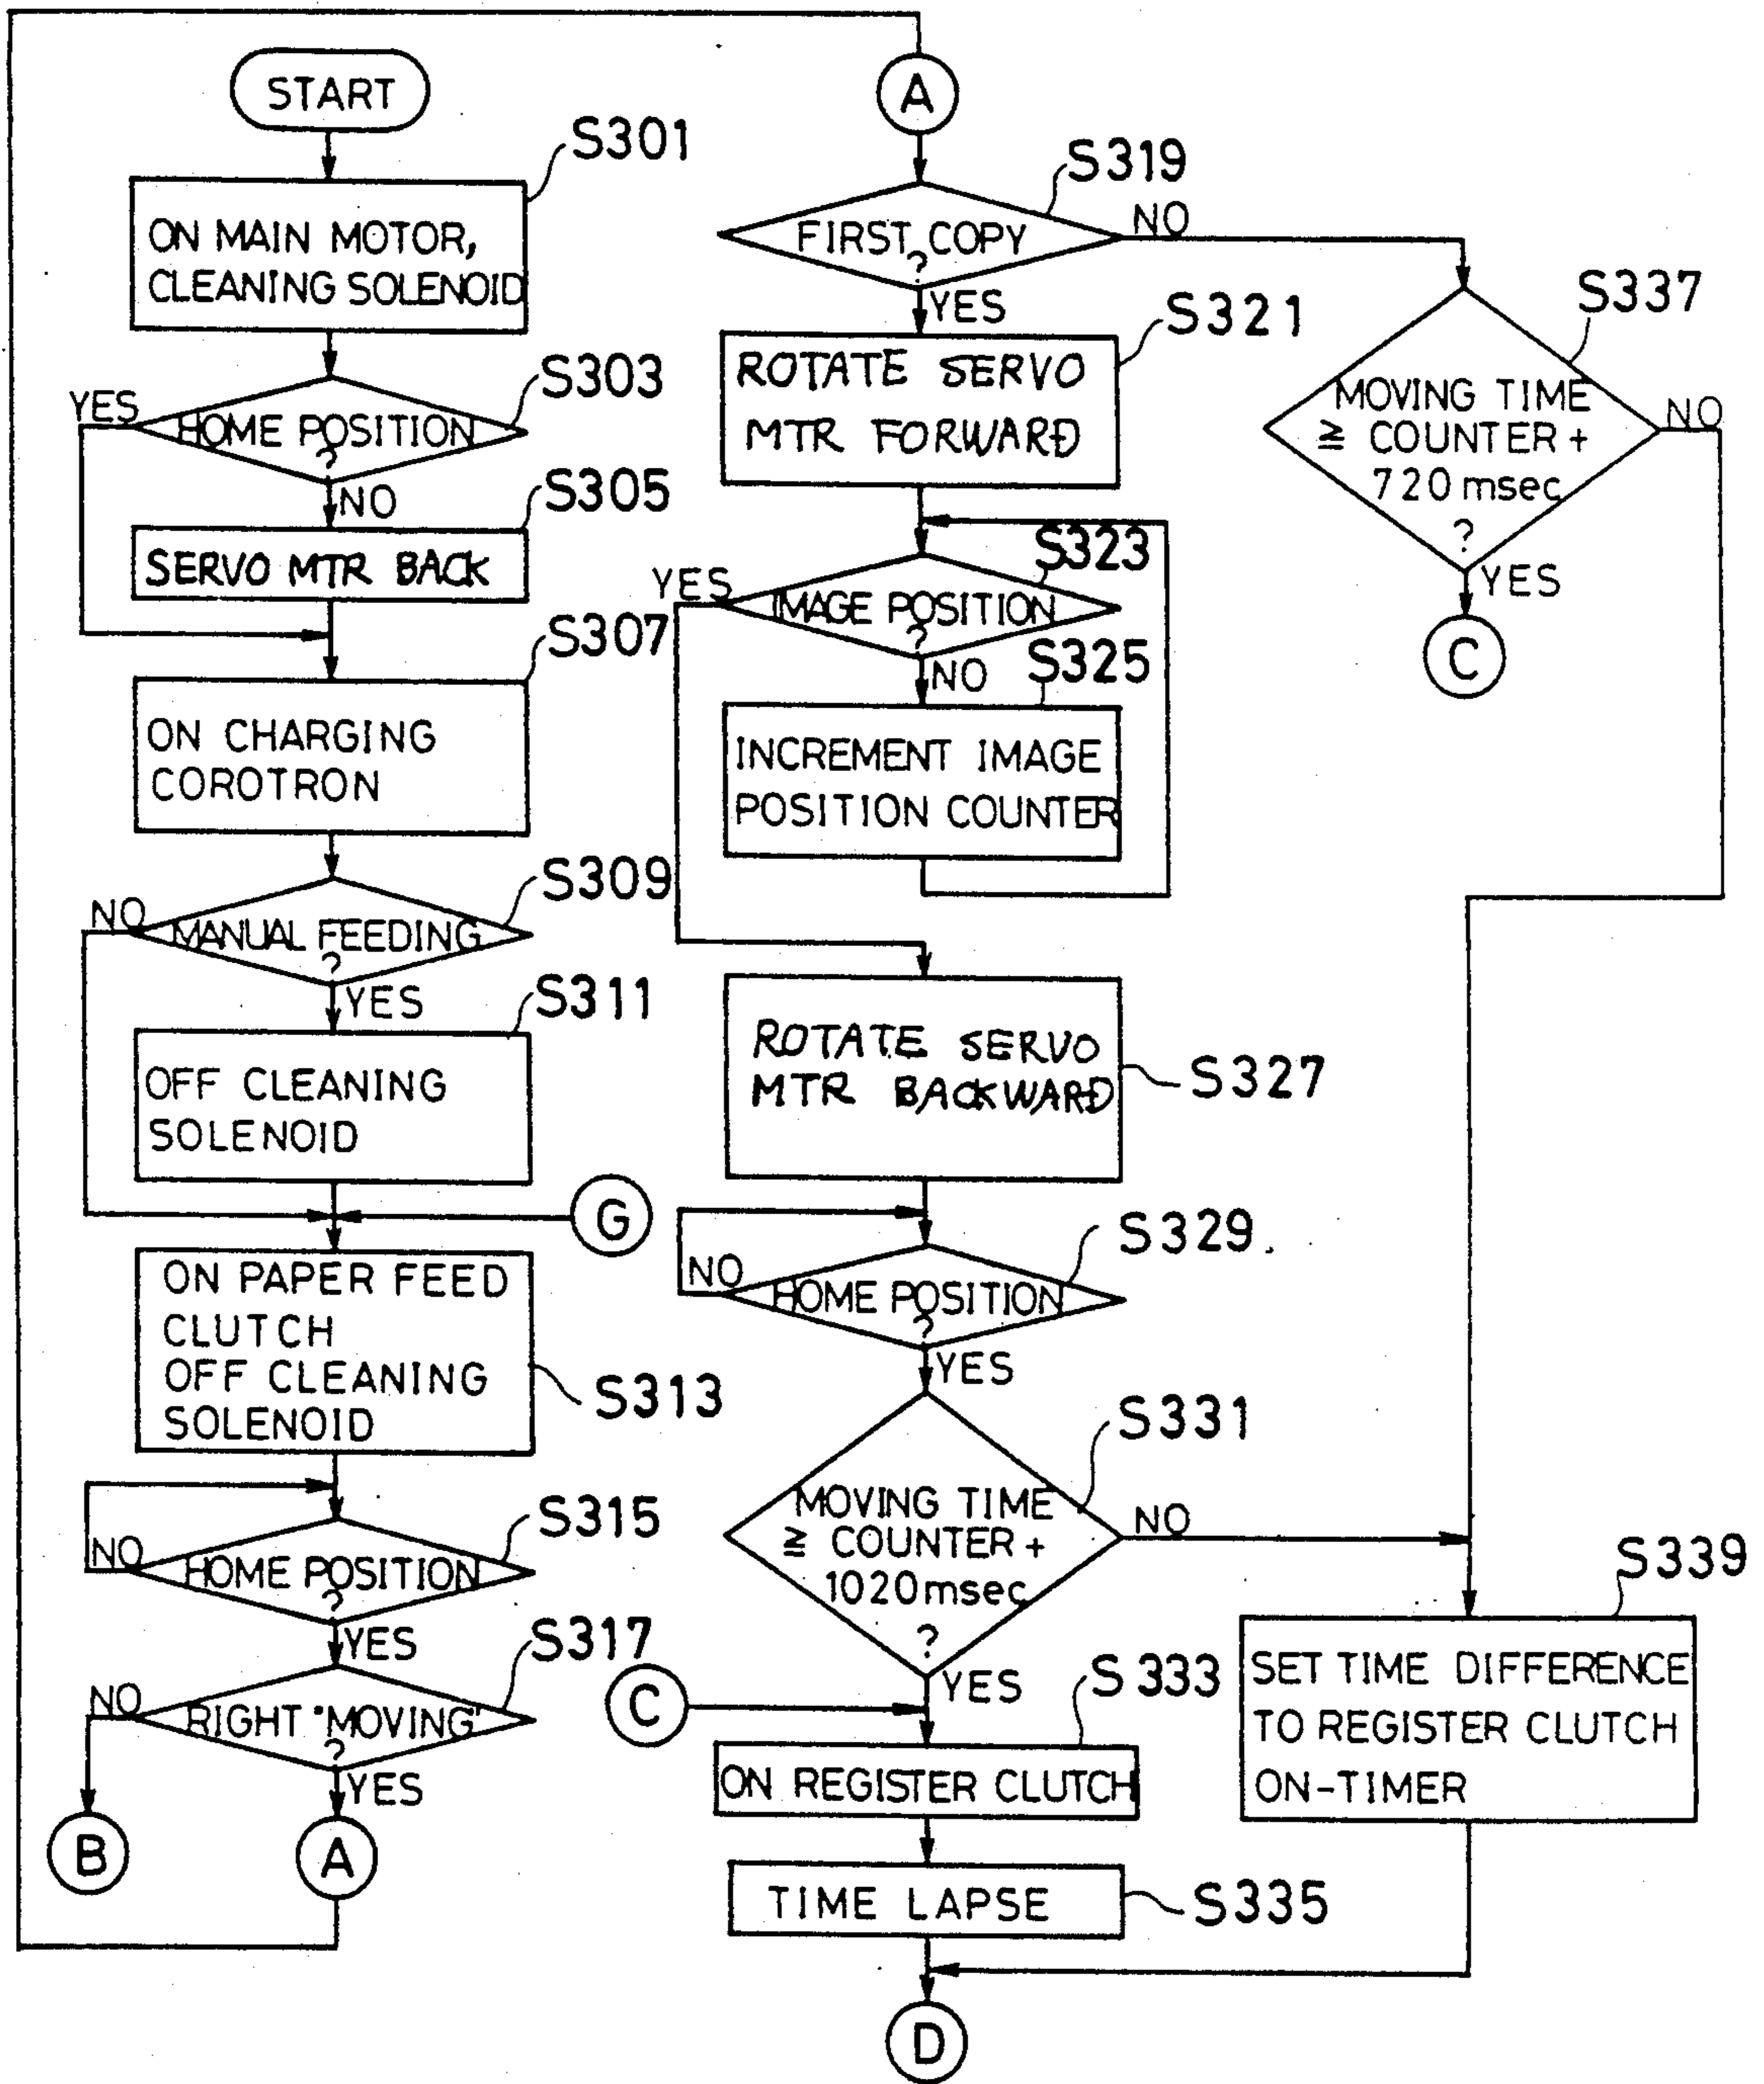 START
S301
ON MAIN MOTOR,
CLEANING SOLENOID
S303
YES
HOME POSITION
?
NO
S305
SERVO MTR BACK
S307
ON CHARGING
COROTRON
S309
NO
MANUAL FEEDING
?
YES
S311
OFF CLEANING
SOLENOID
G
ON PAPER FEED
CLUTCH
OFF CLEANING
SOLENOID
S313
S315
NO
HOME POSITION
?
YES
S317
NO
RIGHT "MOVING"
?
YES
B
A
A
S319
FIRST COPY
?
NO
YES
S321
ROTATE SERVO
MTR FORWARD
S323
YES
IMAGE POSITION
?
NO
S325
INCREMENT IMAGE
POSITION COUNTER
ROTATE SERVO
MTR BACKWARD
S327
S329
NO
HOME POSITION
?
YES
S331
MOVING TIME
≧ COUNTER +
1020msec
?
NO
YES
C
S333
ON REGISTER CLUTCH
TIME LAPSE
S335
D
S337
MOVING TIME
≧ COUNTER +
720 msec
?
NO
YES
C
S339
SET TIME DIFFERENCE
TO REGISTER CLUTCH
ON-TIMER